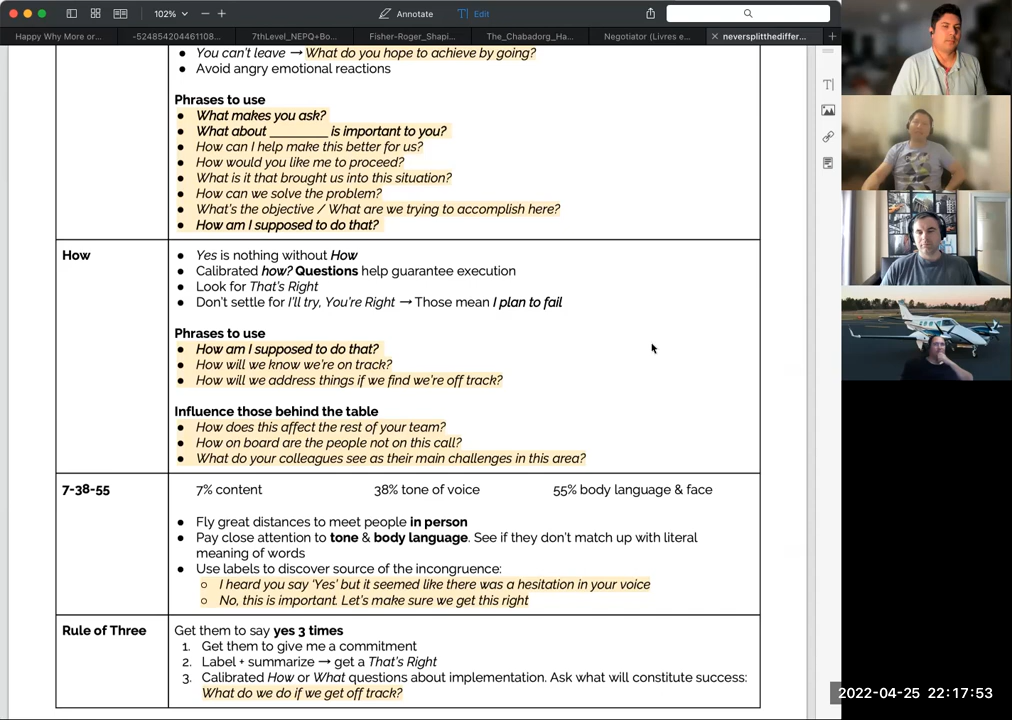 102%
Annotate
Edit
Happy Why More or...
-524854204461108...
7thLevel_NEPQ+Bo...
Fisher-Roger_Shapi...
The_Chabadorg_Ha...
Negotiator (Livres e...
neversplitthediffer...
● You can't leave → What do you hope to achieve by going?
● Avoid angry emotional reactions
Phrases to use
● What makes you ask?
● What about _________ is important to you?
● How can I help make this better for us?
● How would you like me to proceed?
● What is it that brought us into this situation?
● How can we solve the problem?
● What's the objective / What are we trying to accomplish here?
● How am I supposed to do that?
How
● Yes is nothing without How
● Calibrated how? Questions help guarantee execution
● Look for That's Right
● Don't settle for I'll try, You're Right → Those mean I plan to fail
Phrases to use
● How am I supposed to do that?
● How will we know we're on track?
● How will we address things if we find we're off track?
Influence those behind the table
● How does this affect the rest of your team?
● How on board are the people not on this call?
● What do your colleagues see as their main challenges in this area?
7-38-55
7% content 38% tone of voice 55% body language & face
● Fly great distances to meet people in person
● Pay close attention to tone & body language. See if they don't match up with literal
meaning of words
● Use labels to discover source of the incongruence:
○ I heard you say 'Yes' but it seemed like there was a hesitation in your voice
○ No, this is important. Let's make sure we get this right
Rule of Three
Get them to say yes 3 times
1. Get them to give me a commitment
2. Label + summarize → get a That's Right
3. Calibrated How or What questions about implementation. Ask what will constitute success:
What do we do if we get off track?
2022-04-25 22:17:53